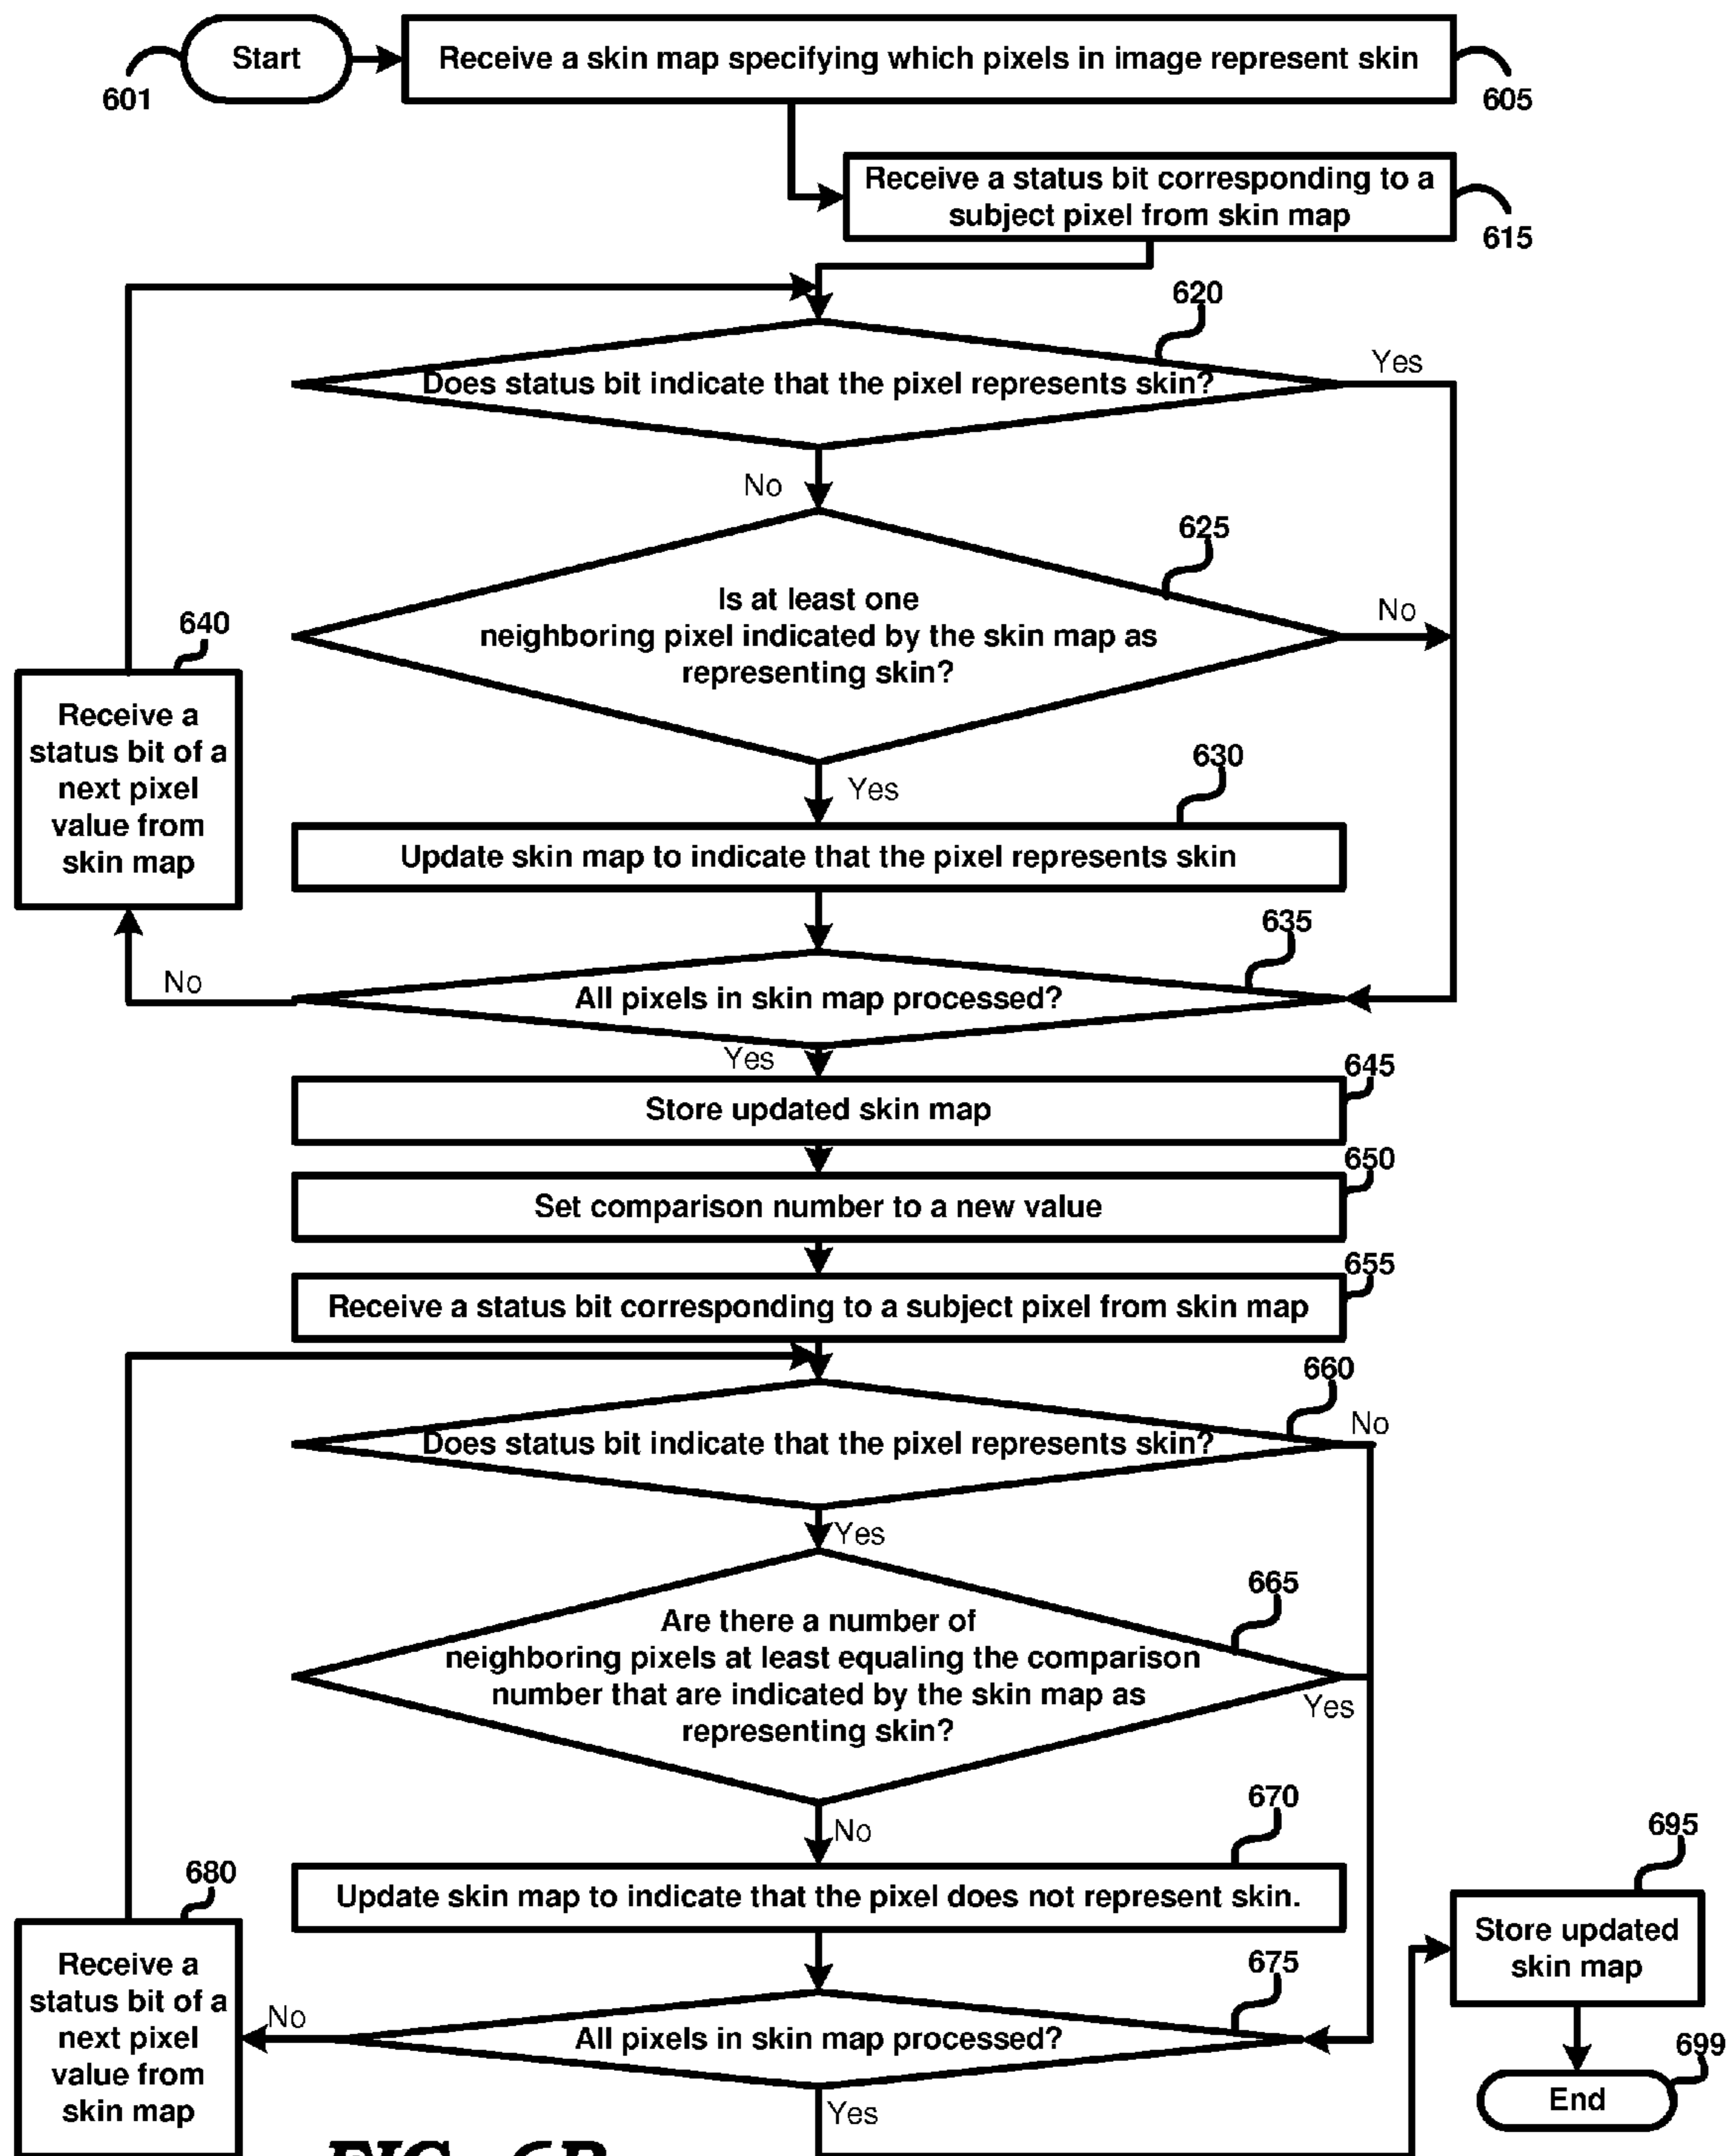 Start
Receive a skin map specifying which pixels in image represent skin
601
605
Receive a status bit corresponding to a
subject pixel from skin map
615
620
Does status bit indicate that the pixel represents skin?
Yes
No
625
Is at least one
neighboring pixel indicated by the skin map as
representing skin?
No
640
Receive a
status bit of a
next pixel
value from
skin map
Yes
630
Update skin map to indicate that the pixel represents skin
635
All pixels in skin map processed?
No
Yes
645
Store updated skin map
650
Set comparison number to a new value
655
Receive a status bit corresponding to a subject pixel from skin map
660
Does status bit indicate that the pixel represents skin?
No
Yes
665
Are there a number of
neighboring pixels at least equaling the comparison
number that are indicated by the skin map as
representing skin?
Yes
No
670
Update skin map to indicate that the pixel does not represent skin.
675
All pixels in skin map processed?
No
680
Receive a
status bit of a
next pixel
value from
skin map
Yes
695
Store updated
skin map
699
End